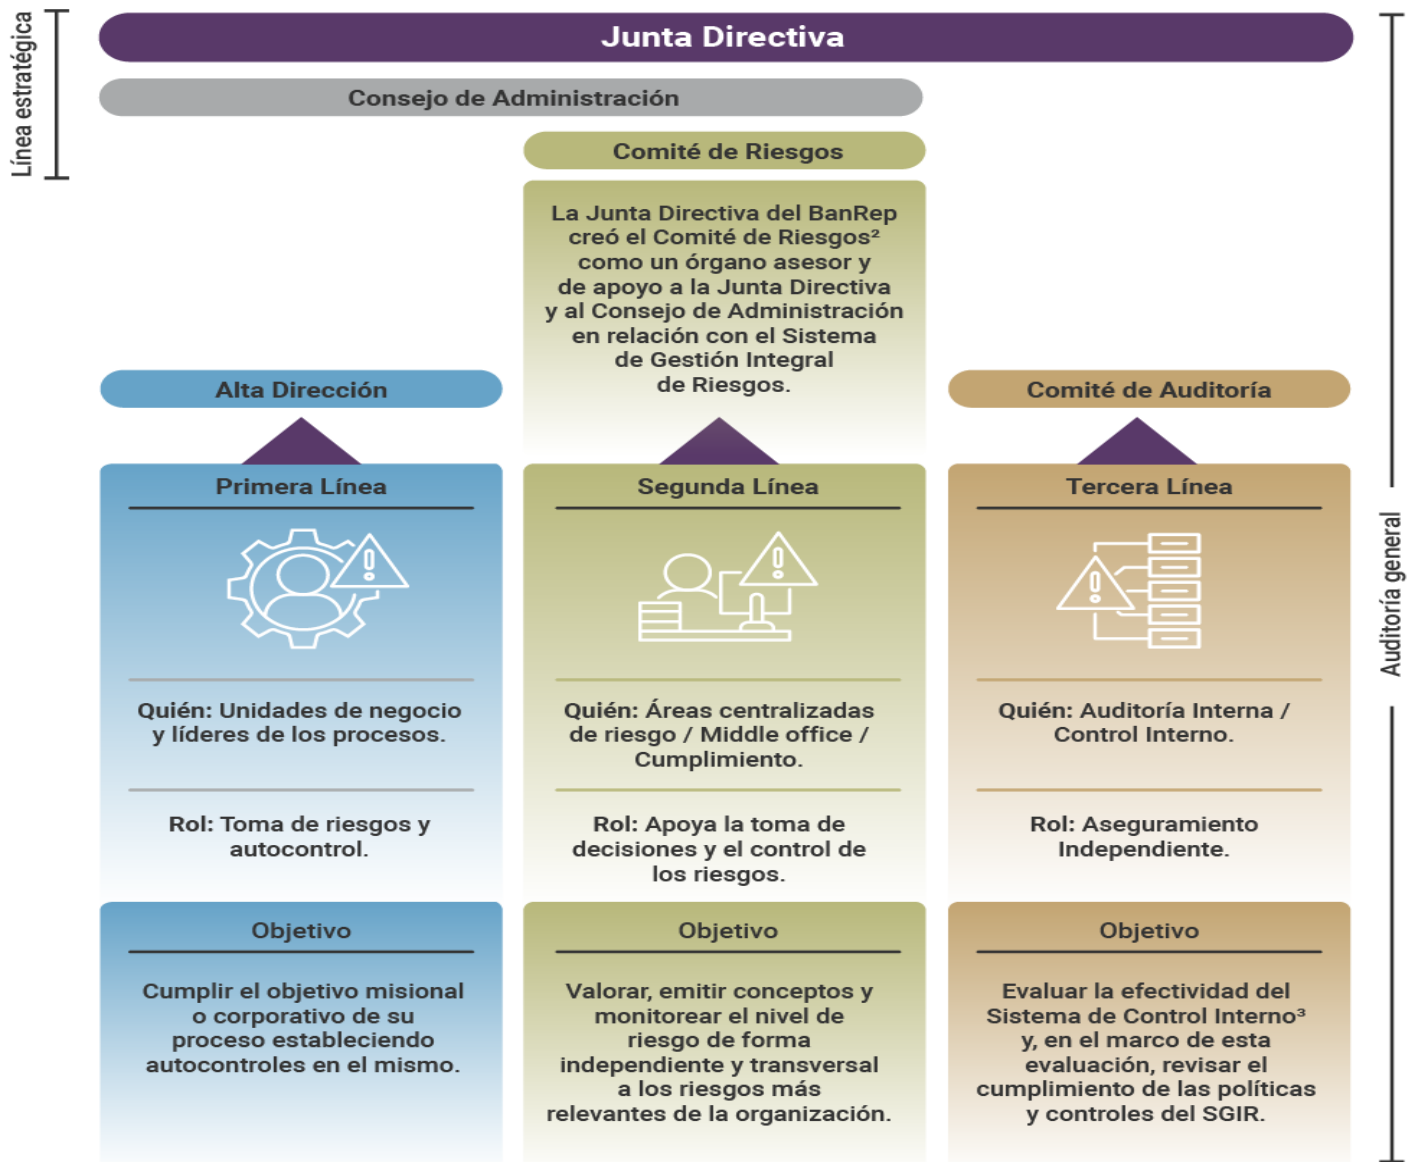 Línea estratégica
Junta Directiva
Consejo de Administración
Comité de Riesgos
La Junta Directiva del BanRep
creó el Comité de Riesgos²
como un órgano asesor y
de apoyo a la Junta Directiva
y al Consejo de Administración
en relación con el Sistema
de Gestión Integral
de Riesgos.
Alta Dirección
Comité de Auditoría
Primera Línea
Quién: Unidades de negocio
y líderes de los procesos.
Rol: Toma de riesgos y
autocontrol.
Objetivo
Cumplir el objetivo misional
o corporativo de su
proceso estableciendo
autocontroles en el mismo.
Segunda Línea
Quién: Áreas centralizadas
de riesgo / Middle office /
Cumplimiento.
Rol: Apoya la toma de
decisiones y el control de
los riesgos.
Objetivo
Valorar, emitir conceptos y
monitorear el nivel de
riesgo de forma
independiente y transversal
a los riesgos más
relevantes de la organización.
Tercera Línea
Quién: Auditoría Interna /
Control Interno.
Rol: Aseguramiento
Independiente.
Objetivo
Evaluar la efectividad del
Sistema de Control Interno³
y, en el marco de esta
evaluación, revisar el
cumplimiento de las políticas
y controles del SGIR.
Auditoría general